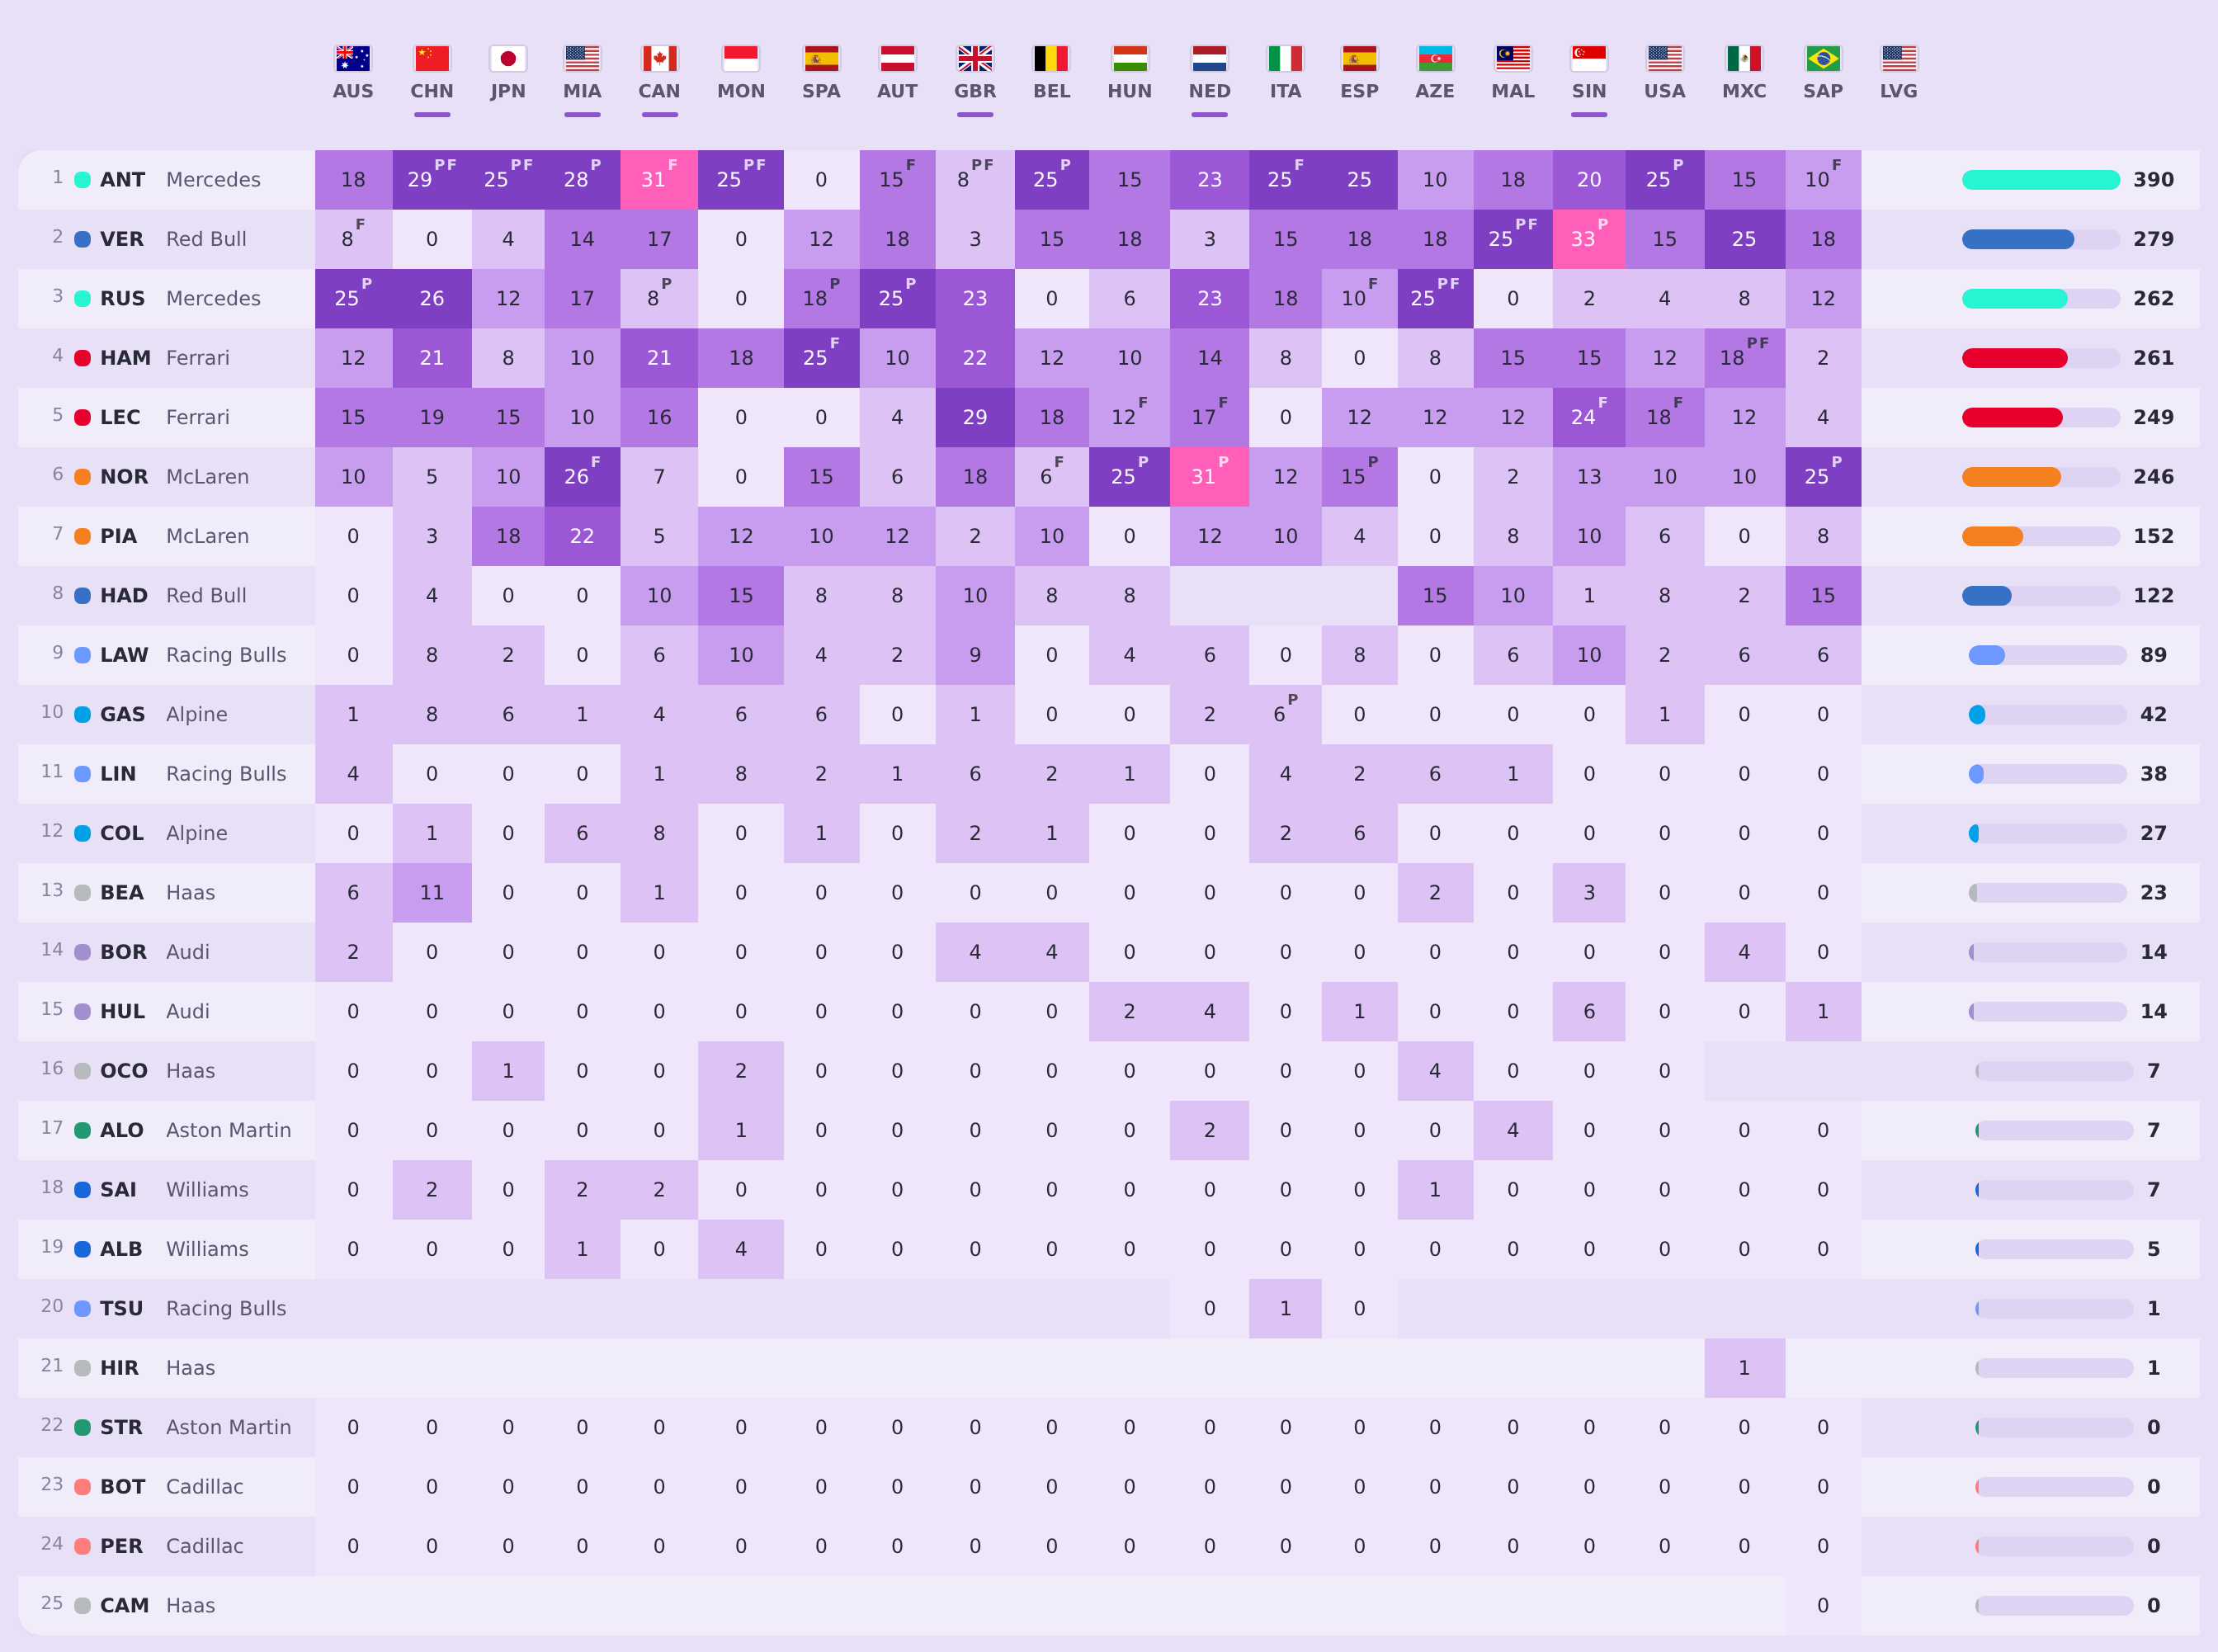 AUS CHN JPN MIA CAN MON SPA AUT GBR BEL HUN NED ITA ESP AZE MAL SIN USA MXC SAP LVG
1 ANT Mercedes 18 29 PF 25 PF 28 P 31 F 25 PF 0 15 F 8 PF 25 P 15 23 25 F 25 10 18 20 25 P 15 10 F 390
2 VER Red Bull 8 F 0 4 14 17 0 12 18 3 15 18 3 15 18 18 25 PF 33 P 15 25 18 279
3 RUS Mercedes 25 P 26 12 17 8 P 0 18 P 25 P 23 0 6 23 18 10 F 25 PF 0 2 4 8 12 262
4 HAM Ferrari 12 21 8 10 21 18 25 F 10 22 12 10 14 8 0 8 15 15 12 18 PF 2 261
5 LEC Ferrari 15 19 15 10 16 0 0 4 29 18 12 F 17 F 0 12 12 12 24 F 18 F 12 4 249
6 NOR McLaren 10 5 10 26 F 7 0 15 6 18 6 F 25 P 31 P 12 15 P 0 2 13 10 10 25 P 246
7 PIA McLaren 0 3 18 22 5 12 10 12 2 10 0 12 10 4 0 8 10 6 0 8 152
8 HAD Red Bull 0 4 0 0 10 15 8 8 10 8 8 15 10 1 8 2 15 122
9 LAW Racing Bulls 0 8 2 0 6 10 4 2 9 0 4 6 0 8 0 6 10 2 6 6 89
10 GAS Alpine 1 8 6 1 4 6 6 0 1 0 0 2 6 P 0 0 0 0 1 0 0 42
11 LIN Racing Bulls 4 0 0 0 1 8 2 1 6 2 1 0 4 2 6 1 0 0 0 0 38
12 COL Alpine 0 1 0 6 8 0 1 0 2 1 0 0 2 6 0 0 0 0 0 0 27
13 BEA Haas 6 11 0 0 1 0 0 0 0 0 0 0 0 0 2 0 3 0 0 0 23
14 BOR Audi 2 0 0 0 0 0 0 0 4 4 0 0 0 0 0 0 0 0 4 0 14
15 HUL Audi 0 0 0 0 0 0 0 0 0 0 2 4 0 1 0 0 6 0 0 1 14
16 OCO Haas 0 0 1 0 0 2 0 0 0 0 0 0 0 0 4 0 0 0 7
17 ALO Aston Martin 0 0 0 0 0 1 0 0 0 0 0 2 0 0 0 4 0 0 0 0 7
18 SAI Williams 0 2 0 2 2 0 0 0 0 0 0 0 0 0 1 0 0 0 0 0 7
19 ALB Williams 0 0 0 1 0 4 0 0 0 0 0 0 0 0 0 0 0 0 0 0 5
20 TSU Racing Bulls 0 1 0 1
21 HIR Haas 1 1
22 STR Aston Martin 0 0 0 0 0 0 0 0 0 0 0 0 0 0 0 0 0 0 0 0 0
23 BOT Cadillac 0 0 0 0 0 0 0 0 0 0 0 0 0 0 0 0 0 0 0 0 0
24 PER Cadillac 0 0 0 0 0 0 0 0 0 0 0 0 0 0 0 0 0 0 0 0 0
25 CAM Haas 0 0